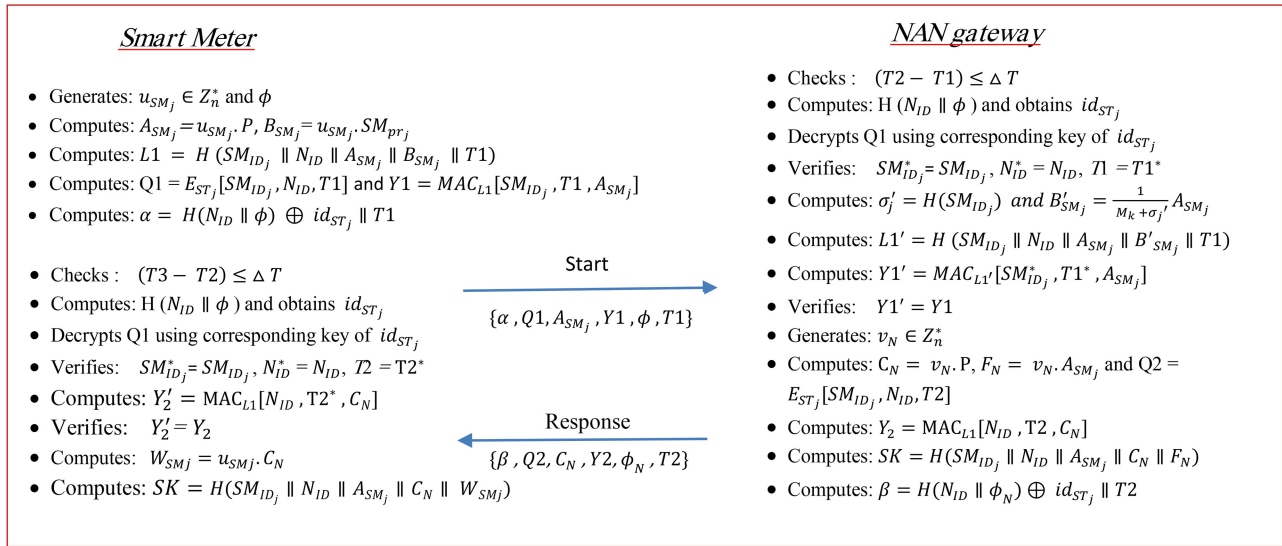 Smart Meter
• Generates: u_{SM_j} ∈ Z_n^* and ϕ
• Computes: A_{SM_j} = u_{SM_j}. P, B_{SM_j} = u_{SM_j}. SM_{pr_j}
• Computes: L1 = H (SM_{ID_j} ∥ N_{ID} ∥ A_{SM_j} ∥ B_{SM_j} ∥ T1)
• Computes: Q1 = E_{ST_j}[SM_{ID_j}, N_{ID}, T1] and Y1 = MAC_{L1}[SM_{ID_j}, T1, A_{SM_j}]
• Computes: α = H(N_{ID} ∥ ϕ) ⊕ id_{ST_j} ∥ T1
• Checks : (T3 − T2) ≤ △ T
• Computes: H (N_{ID} ∥ ϕ) and obtains id_{ST_j}
• Decrypts Q1 using corresponding key of id_{ST_j}
• Verifies: SM_{ID_j}^* = SM_{ID_j}, N_{ID}^* = N_{ID}, T2 = T2^*
• Computes: Y_2′ = MAC_{L1}[N_{ID}, T2^*, C_N]
• Verifies: Y_2′ = Y_2
• Computes: W_{SMj} = u_{SMj}. C_N
• Computes: SK = H(SM_{ID_j} ∥ N_{ID} ∥ A_{SM_j} ∥ C_N ∥ W_{SMj})
Start
{α, Q1, A_{SM_j}, Y1, ϕ, T1}
Response
{β, Q2, C_N, Y2, ϕ_N, T2}
NAN gateway
• Checks : (T2 − T1) ≤ △ T
• Computes: H (N_{ID} ∥ ϕ) and obtains id_{ST_j}
• Decrypts Q1 using corresponding key of id_{ST_j}
• Verifies: SM_{ID_j}^* = SM_{ID_j}, N_{ID}^* = N_{ID}, T1 = T1^*
• Computes: σ_j′ = H(SM_{ID_j}) and B′_{SM_j} = \frac{1}{M_k + σ_j′} A_{SM_j}
• Computes: L1′ = H (SM_{ID_j} ∥ N_{ID} ∥ A_{SM_j} ∥ B′_{SM_j} ∥ T1)
• Computes: Y1′ = MAC_{L1′}[SM_{ID_j}^*, T1^*, A_{SM_j}]
• Verifies: Y1′ = Y1
• Generates: v_N ∈ Z_n^*
• Computes: C_N = v_N. P, F_N = v_N. A_{SM_j} and Q2 =
E_{ST_j}[SM_{ID_j}, N_{ID}, T2]
• Computes: Y_2 = MAC_{L1}[N_{ID}, T2, C_N]
• Computes: SK = H(SM_{ID_j} ∥ N_{ID} ∥ A_{SM_j} ∥ C_N ∥ F_N)
• Computes: β = H(N_{ID} ∥ ϕ_N) ⊕ id_{ST_j} ∥ T2